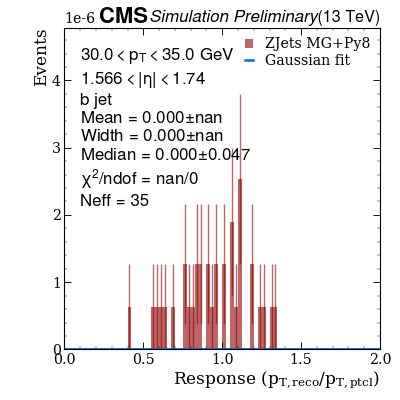 1e-6 CMS Simulation Preliminary (13 TeV)
Events
ZJets MG+Py8
Gaussian fit
30.0 < p_T < 35.0 GeV
1.566 < |η| < 1.74
b jet
Mean = 0.000±nan
Width = 0.000±nan
Median = 0.000±0.047
χ²/ndof = nan/0
Neff = 35
4
3
2
1
0
0.0 0.5 1.0 1.5 2.0
Response (p_T,reco/p_T,ptcl)